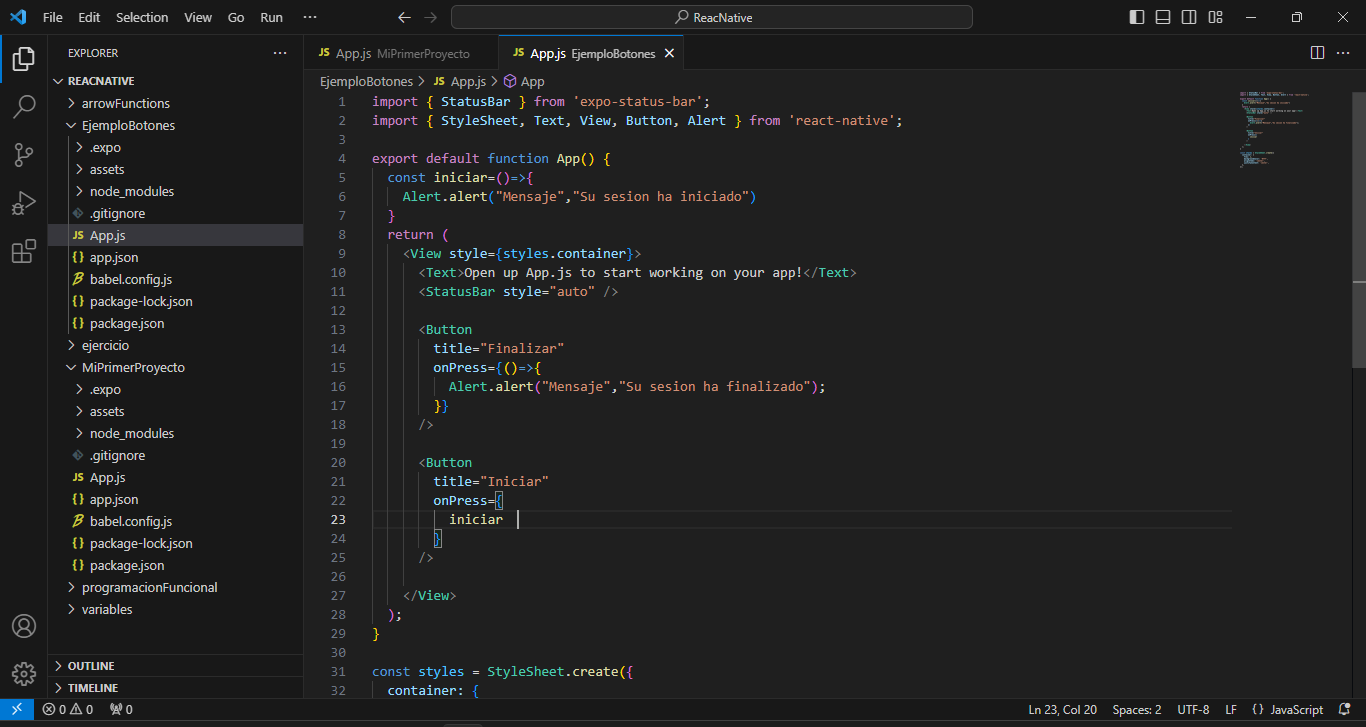 File Edit Selection View Go Run ··· ReacNative
EXPLORER ···
REACNATIVE
arrowFunctions
EjemploBotones
.expo
assets
node_modules
.gitignore
JS App.js
{} app.json
babel.config.js
{} package-lock.json
{} package.json
ejercicio
MiPrimerProyecto
.expo
assets
node_modules
.gitignore
JS App.js
{} app.json
babel.config.js
{} package-lock.json
{} package.json
programacionFuncional
variables
OUTLINE
TIMELINE
JS App.js MiPrimerProyecto
JS App.js EjemploBotones
EjemploBotones > JS App.js > App
1 import { StatusBar } from 'expo-status-bar';
2 import { StyleSheet, Text, View, Button, Alert } from 'react-native';
3
4 export default function App() {
5 const iniciar=()=>{
6 Alert.alert("Mensaje","Su sesion ha iniciado")
7 }
8 return (
9 <View style={styles.container}>
10 <Text>Open up App.js to start working on your app!</Text>
11 <StatusBar style="auto" />
12
13 <Button
14 title="Finalizar"
15 onPress={()=>{
16 Alert.alert("Mensaje","Su sesion ha finalizado");
17 }}
18 />
19
20 <Button
21 title="Iniciar"
22 onPress={
23 iniciar
24 }
25 />
26
27 </View>
28 );
29 }
30
31 const styles = StyleSheet.create({
32 container: {
0 0 0 Ln 23, Col 20 Spaces: 2 UTF-8 LF {} JavaScript